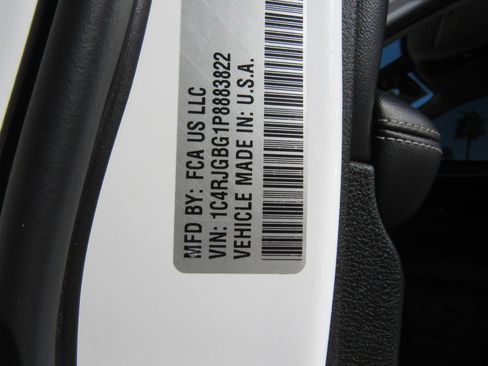 MFD BY: FCA US LLC
VIN: 1C4RJGBG1P8883822
VEHICLE MADE IN: U.S.A.